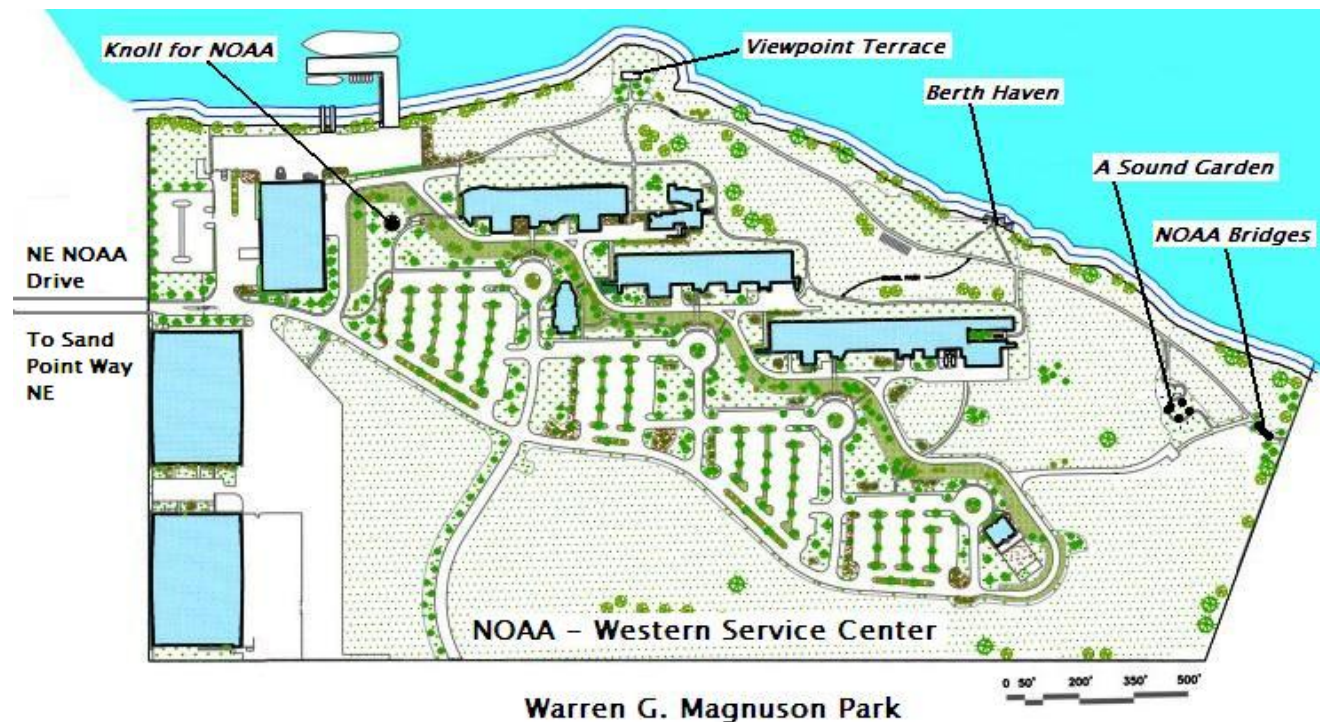 Knoll for NOAA
Viewpoint Terrace
Berth Haven
A Sound Garden
NOAA Bridges
NE NOAA
Drive
To Sand
Point Way
NE
NOAA – Western Service Center
0 50' 200' 350' 500'
Warren G. Magnuson Park